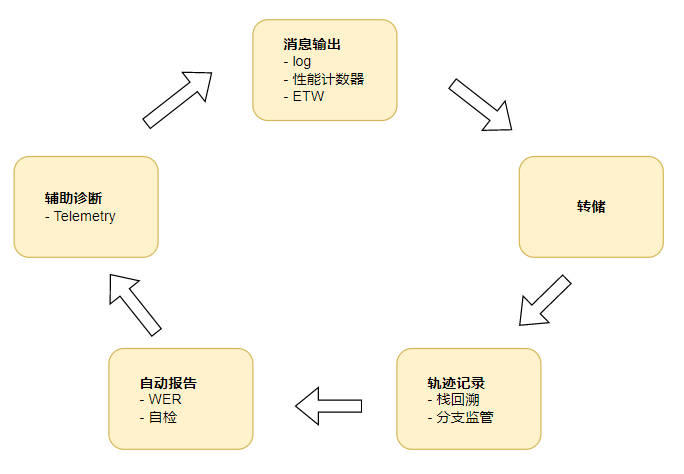 消息输出
- log
- 性能计数器
- ETW
转储
轨迹记录
- 栈回溯
- 分支监管
自动报告
- WER
- 自检
辅助诊断
- Telemetry